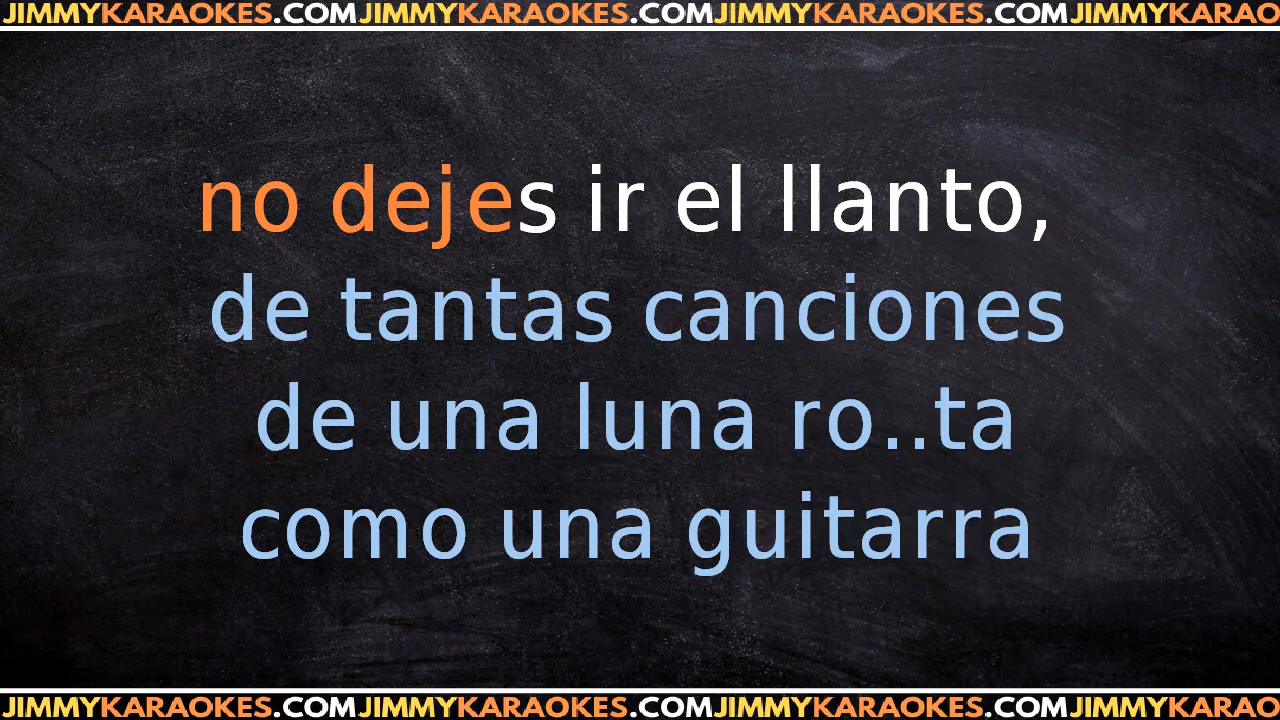 JIMMYKARAOKES.COMJIMMYKARAOKES.COMJIMMYKARAOKES.COMJIMMYKARAO
no dejes ir el llanto,
de tantas canciones
de una luna ro..ta
como una guitarra
JIMMYKARAOKES.COMJIMMYKARAOKES.COMJIMMYKARAOKES.COMJIMMYKARAO